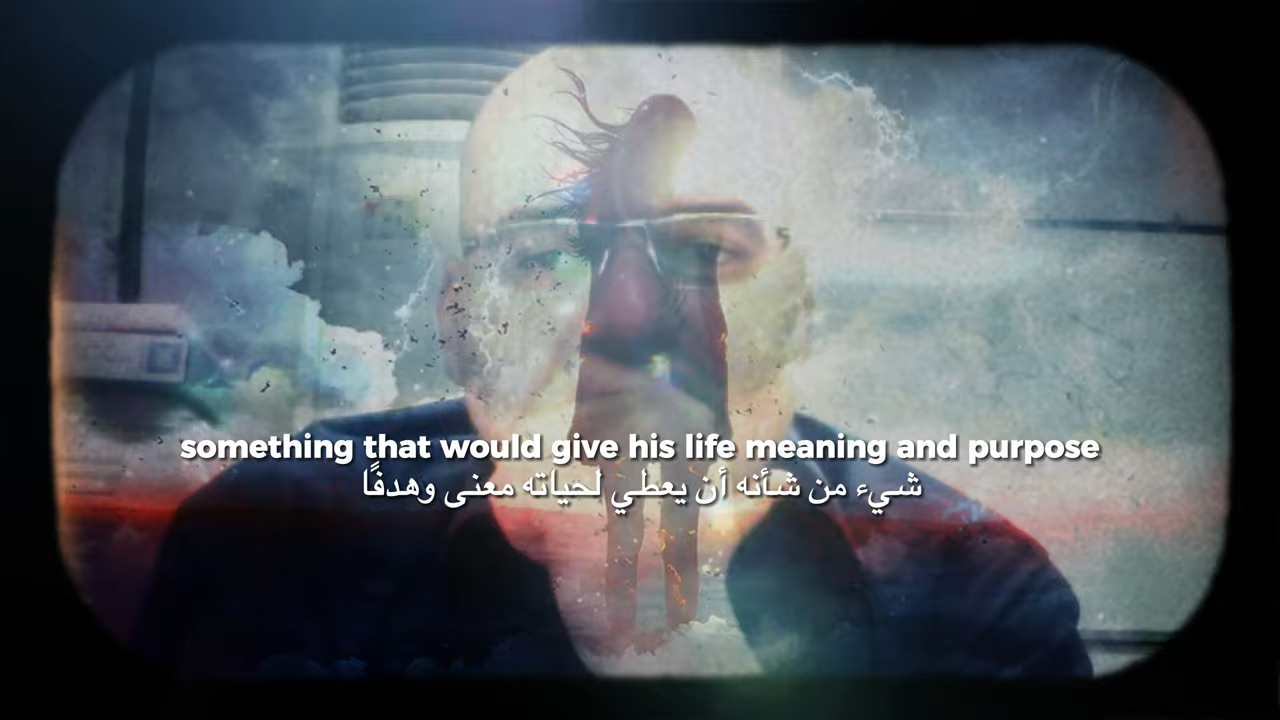 something that would give his life meaning and purpose
شيء من شأنه أن يعطي لحياته معنى وهدفًا